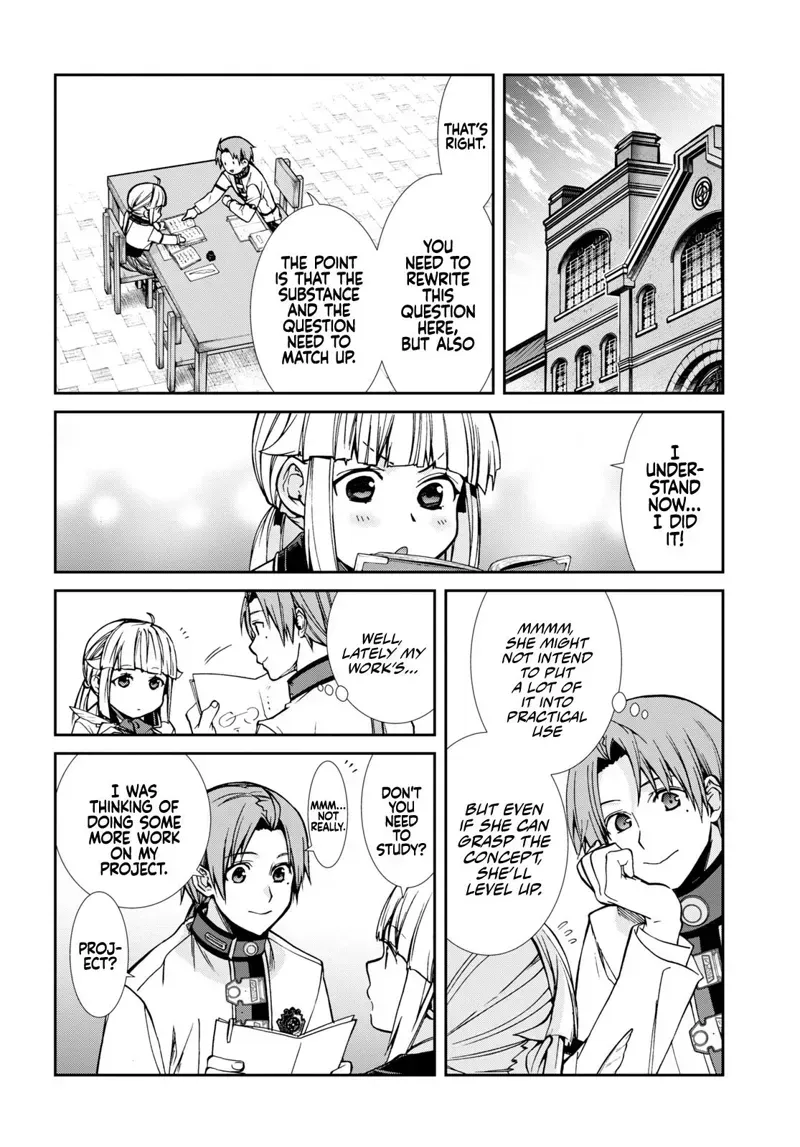 THAT'S
RIGHT.
YOU
NEED TO
REWRITE
THIS
QUESTION
HERE,
BUT ALSO
THE POINT
IS THAT THE
SUBSTANCE
AND THE
QUESTION
NEED TO
MATCH UP.
I
UNDER-
STAND
NOW...
I DID
IT!
MMMM,
SHE MIGHT
NOT INTEND
TO PUT
A LOT OF
IT INTO
PRACTICAL
USE
BUT EVEN
IF SHE CAN
GRASP THE
CONCEPT,
SHE'LL
LEVEL UP.
WELL,
LATELY MY
WORK'S...
DON'T
YOU
NEED TO
STUDY?
MMM...
NOT
REALLY.
I WAS
THINKING OF
DOING SOME
MORE WORK
ON MY
PROJECT.
PROJ-
ECT?